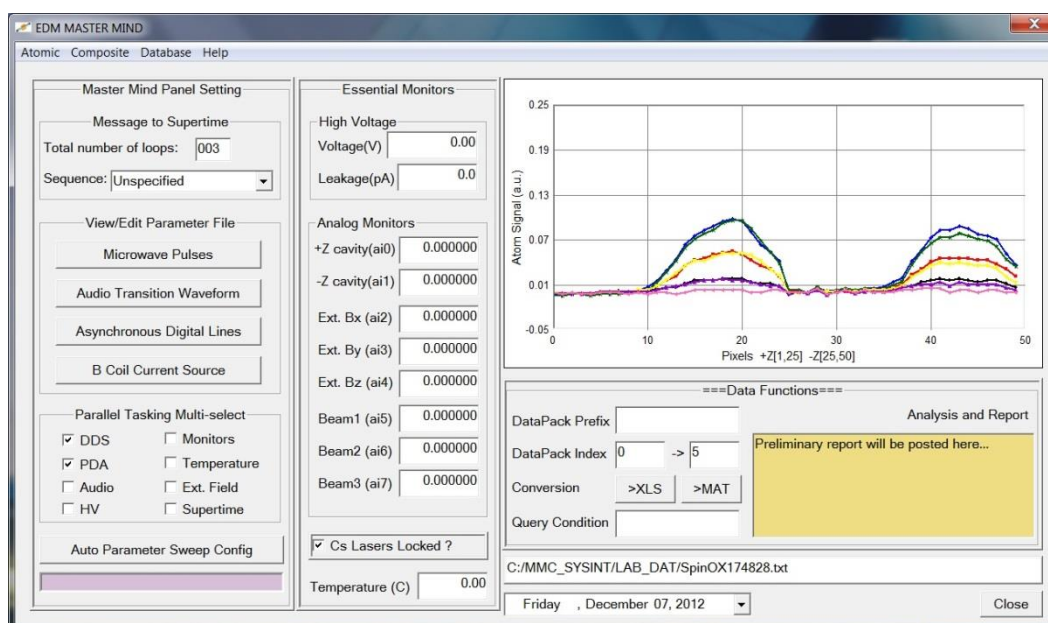 EDM MASTER MIND
Atomic Composite Database Help
Master Mind Panel Setting
Message to Supertime
Total number of loops: 003
Sequence: Unspecified
View/Edit Parameter File
Microwave Pulses
Audio Transition Waveform
Asynchronous Digital Lines
B Coil Current Source
Parallel Tasking Multi-select
DDS Monitors
PDA Temperature
Audio Ext. Field
HV Supertime
Auto Parameter Sweep Config
Essential Monitors
High Voltage
Voltage(V) 0.00
Leakage(pA) 0.0
Analog Monitors
+Z cavity(ai0) 0.000000
-Z cavity(ai1) 0.000000
Ext. Bx (ai2) 0.000000
Ext. By (ai3) 0.000000
Ext. Bz (ai4) 0.000000
Beam1 (ai5) 0.000000
Beam2 (ai6) 0.000000
Beam3 (ai7) 0.000000
Cs Lasers Locked ?
Temperature (C) 0.00
Atom Signal (a.u.)
0.25
0.19
0.13
0.07
0.01
-0.05
0 10 20 30 40 50
Pixels +Z[1,25] -Z[25,50]
===Data Functions===
DataPack Prefix
DataPack Index 0 -> 5
Conversion >XLS >MAT
Query Condition
Analysis and Report
Preliminary report will be posted here...
C:/MMC_SYSINT/LAB_DAT/SpinOX174828.txt
Friday , December 07, 2012
Close